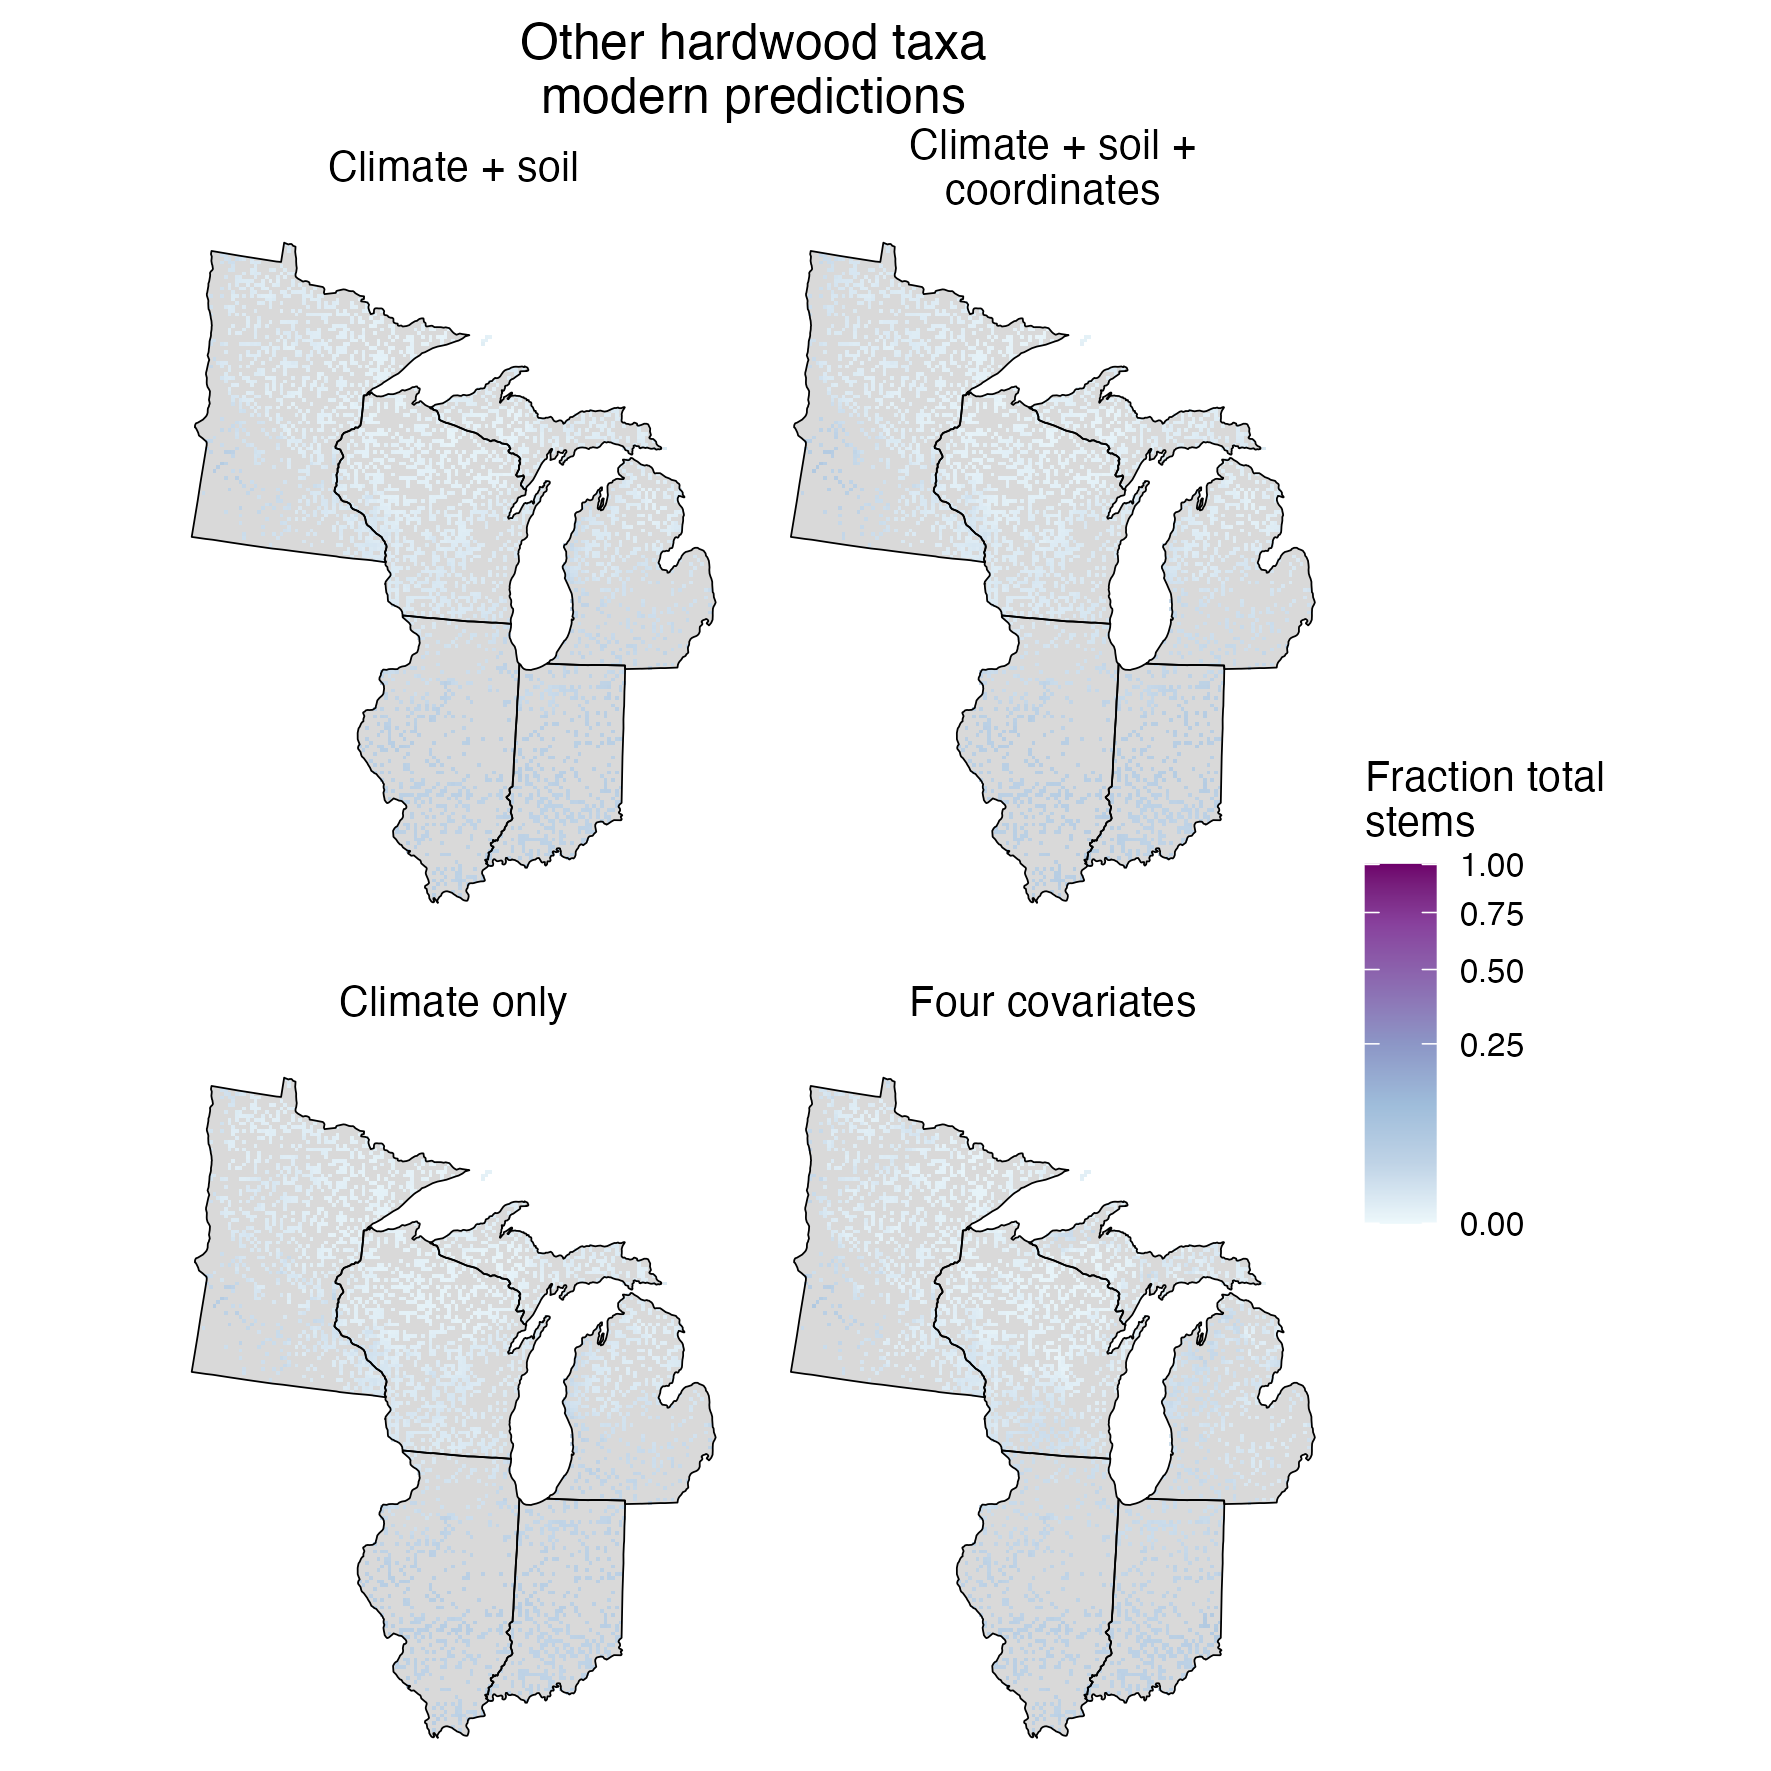 Other hardwood taxa
modern predictions
Climate + soil
Climate + soil +
coordinates
Climate only
Four covariates
Fraction total
stems
1.00
0.75
0.50
0.25
0.00